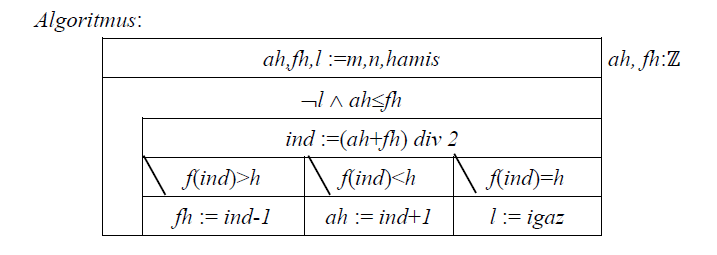 Algoritmus:
ah,fh,l :=m,n,hamis ah, fh:ℤ
¬l ∧ ah≤fh
ind :=(ah+fh) div 2
f(ind)>h f(ind)<h f(ind)=h
fh := ind-1 ah := ind+1 l := igaz